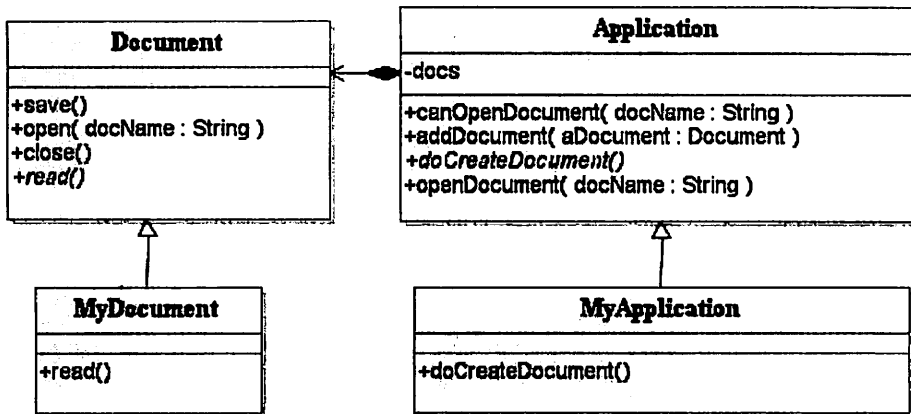 Document
+save()
+open( docName : String )
+close()
+read()
Application
-docs
+canOpenDocument( docName : String )
+addDocument( aDocument : Document )
+doCreateDocument()
+openDocument( docName : String )
MyDocument
+read()
MyApplication
+doCreateDocument()